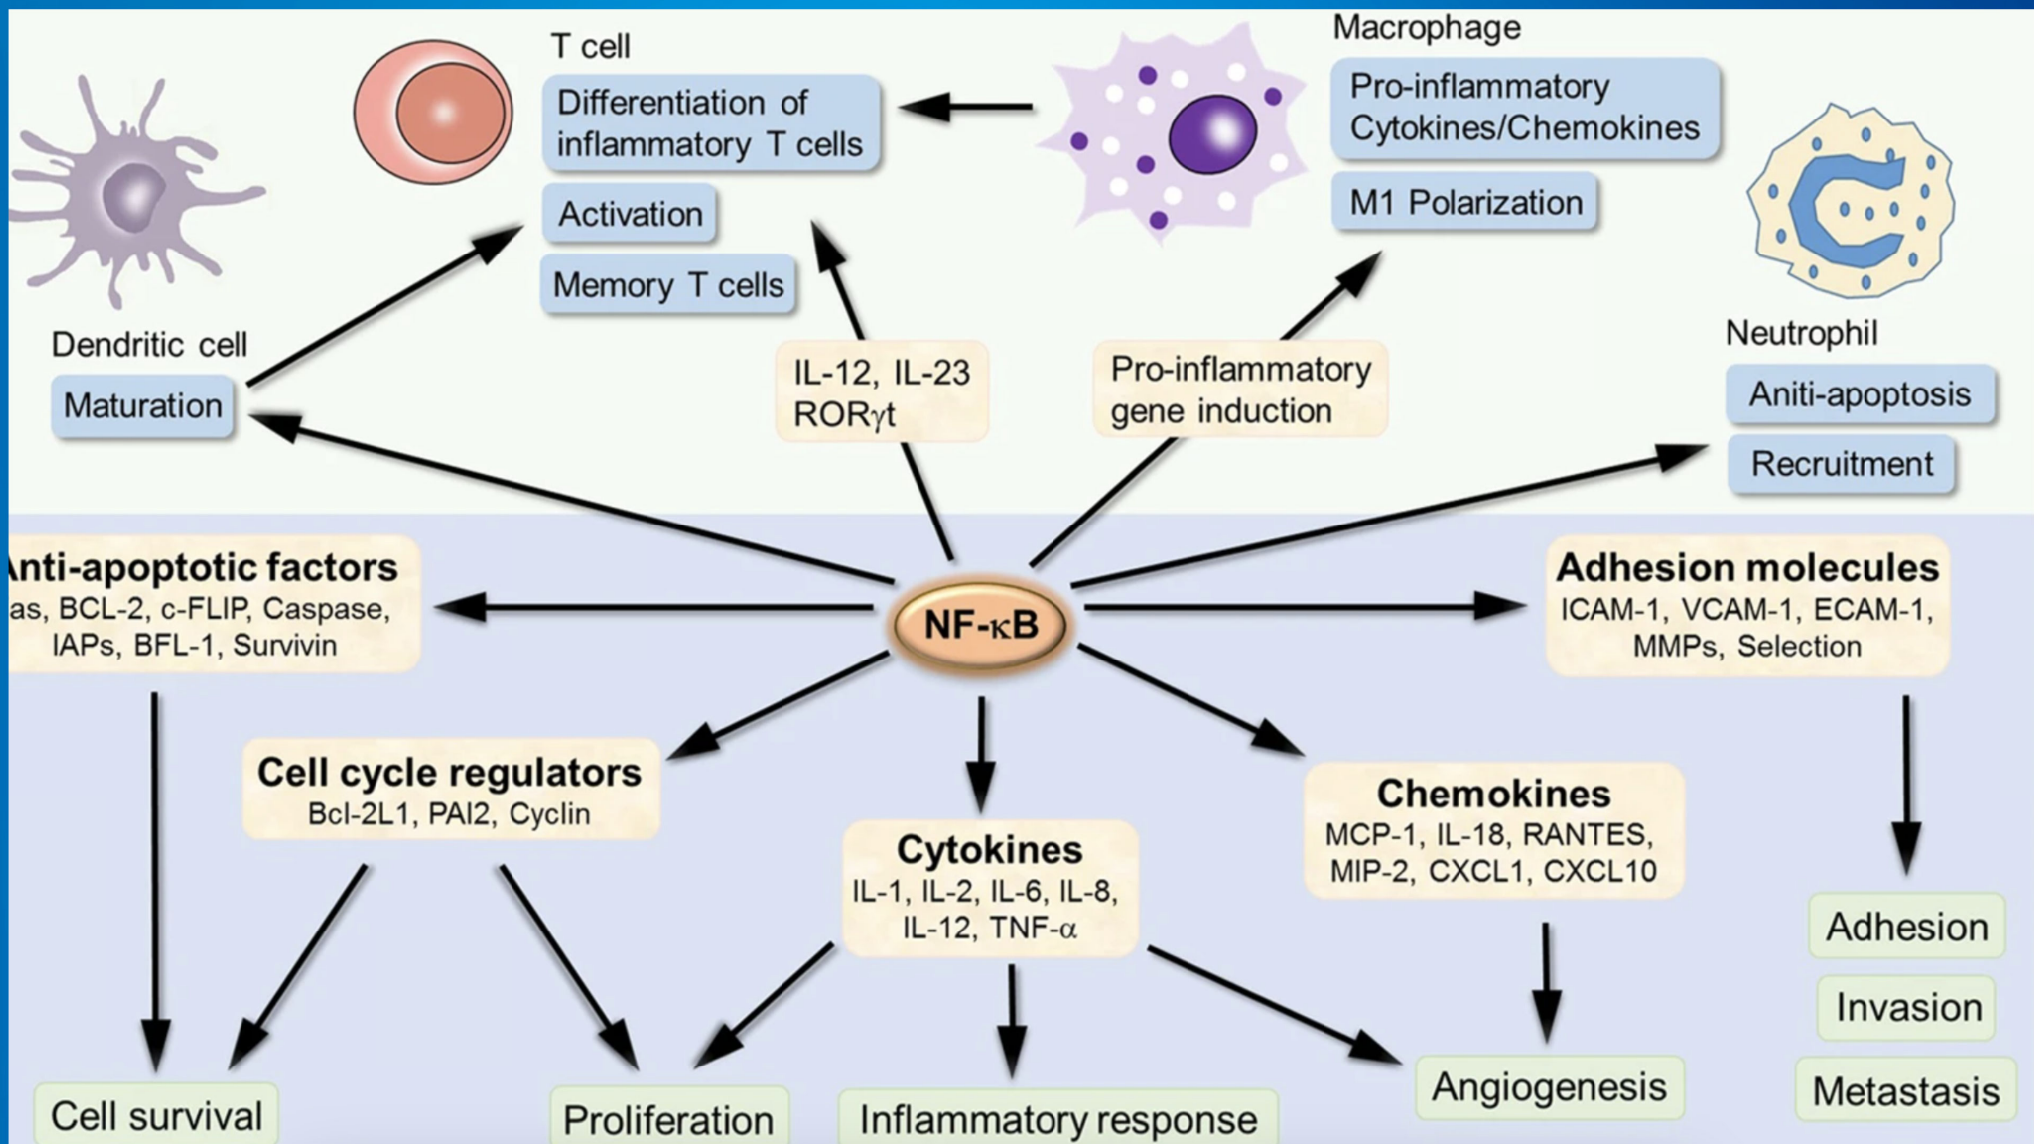 T cell
Differentiation of
inflammatory T cells
Activation
Memory T cells
Macrophage
Pro-inflammatory
Cytokines/Chemokines
M1 Polarization
Dendritic cell
Maturation
IL-12, IL-23
RORγt
Pro-inflammatory
gene induction
Neutrophil
Aniti-apoptosis
Recruitment
NF-κB
Anti-apoptotic factors
as, BCL-2, c-FLIP, Caspase,
IAPs, BFL-1, Survivin
Adhesion molecules
ICAM-1, VCAM-1, ECAM-1,
MMPs, Selection
Cell cycle regulators
Bcl-2L1, PAI2, Cyclin
Cytokines
IL-1, IL-2, IL-6, IL-8,
IL-12, TNF-α
Chemokines
MCP-1, IL-18, RANTES,
MIP-2, CXCL1, CXCL10
Adhesion
Invasion
Metastasis
Cell survival
Proliferation
Inflammatory response
Angiogenesis